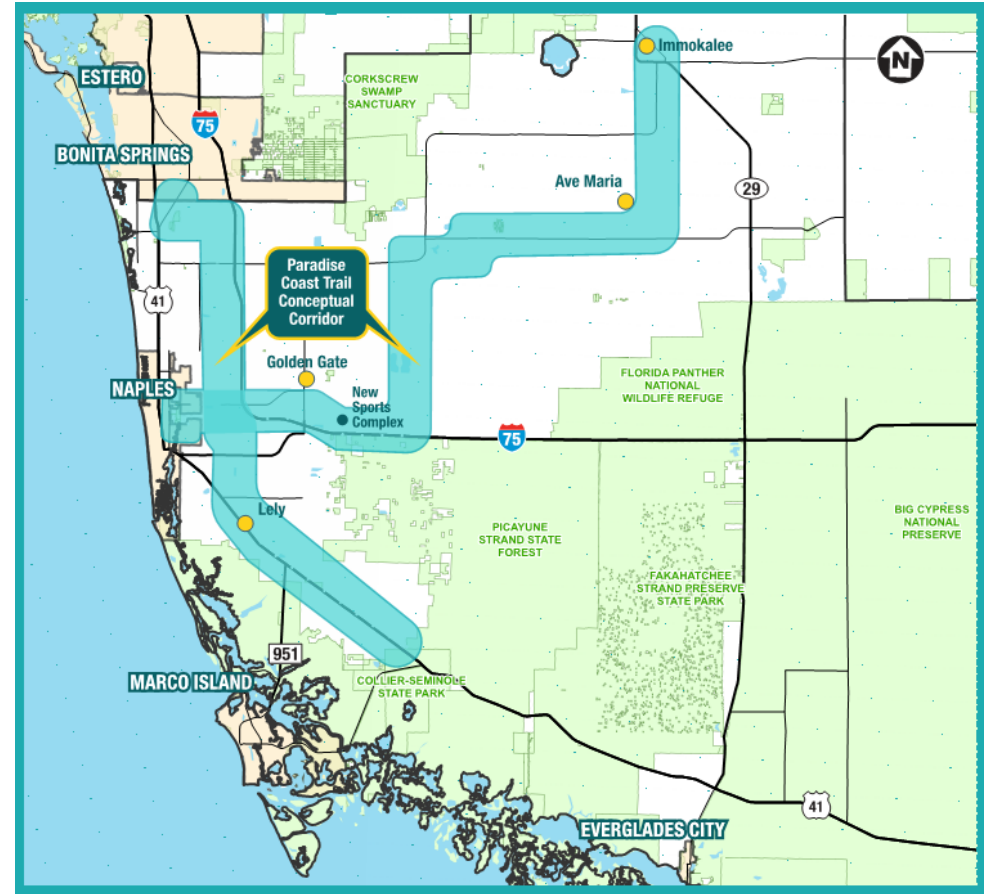 Immokalee
N
ESTERO
CORKSCREW
SWAMP
SANCTUARY
75
BONITA SPRINGS
Ave Maria
29
Paradise
Coast Trail
Conceptual
Corridor
41
Golden Gate
NAPLES
New
Sports
Complex
FLORIDA PANTHER
NATIONAL
WILDLIFE REFUGE
75
Lely
PICAYUNE
STRAND STATE
FOREST
BIG CYPRESS
NATIONAL
PRESERVE
FAKAHATCHEE
STRAND PRESERVE
STATE PARK
951
MARCO ISLAND
COLLIER-SEMINOLE
STATE PARK
41
EVERGLADES CITY